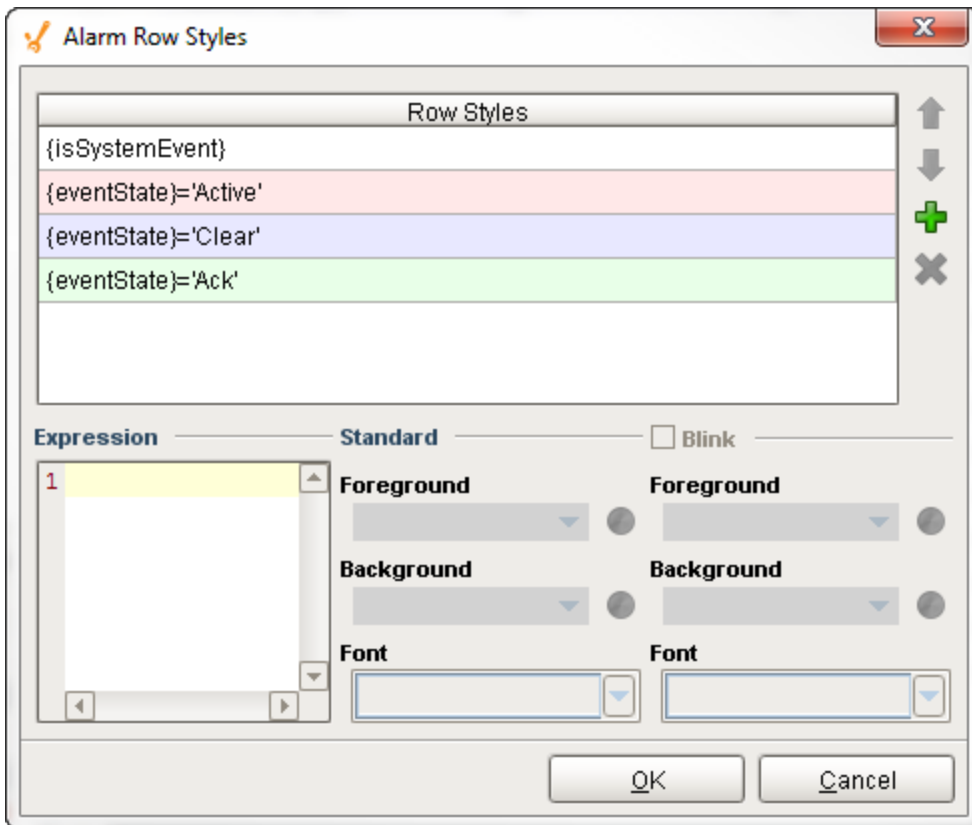 Alarm Row Styles
Row Styles
{isSystemEvent}
{eventState}='Active'
{eventState}='Clear'
{eventState}='Ack'
Expression
Standard
Blink
1
Foreground
Foreground
Background
Background
Font
Font
OK
Cancel